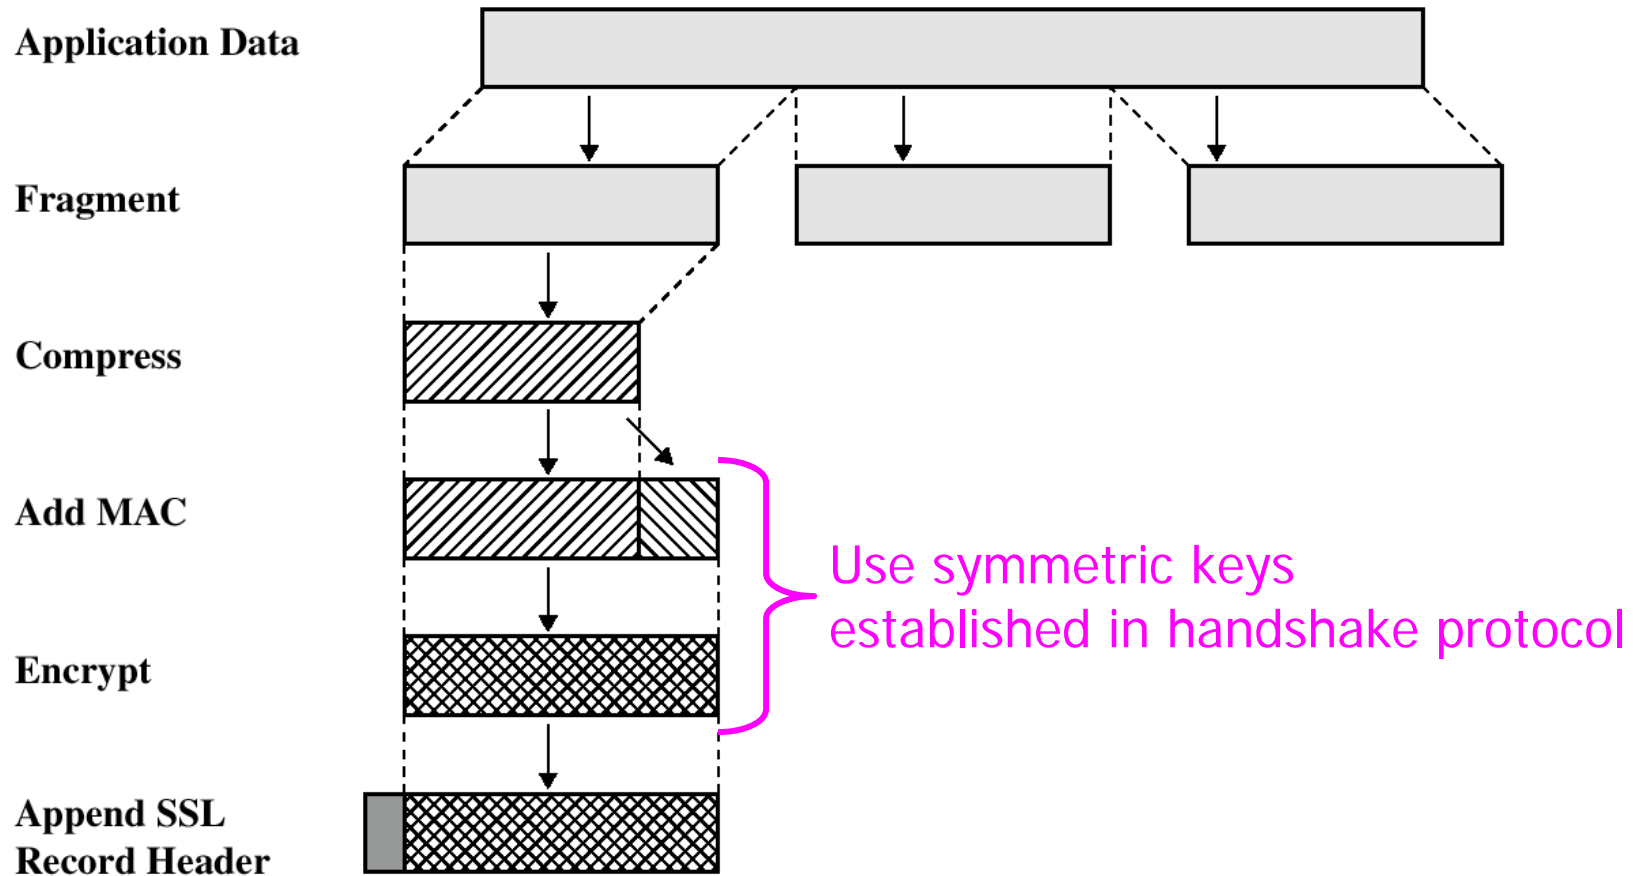 Application Data
Fragment
Compress
Add MAC
Use symmetric keys
established in handshake protocol
Encrypt
Append SSL
Record Header